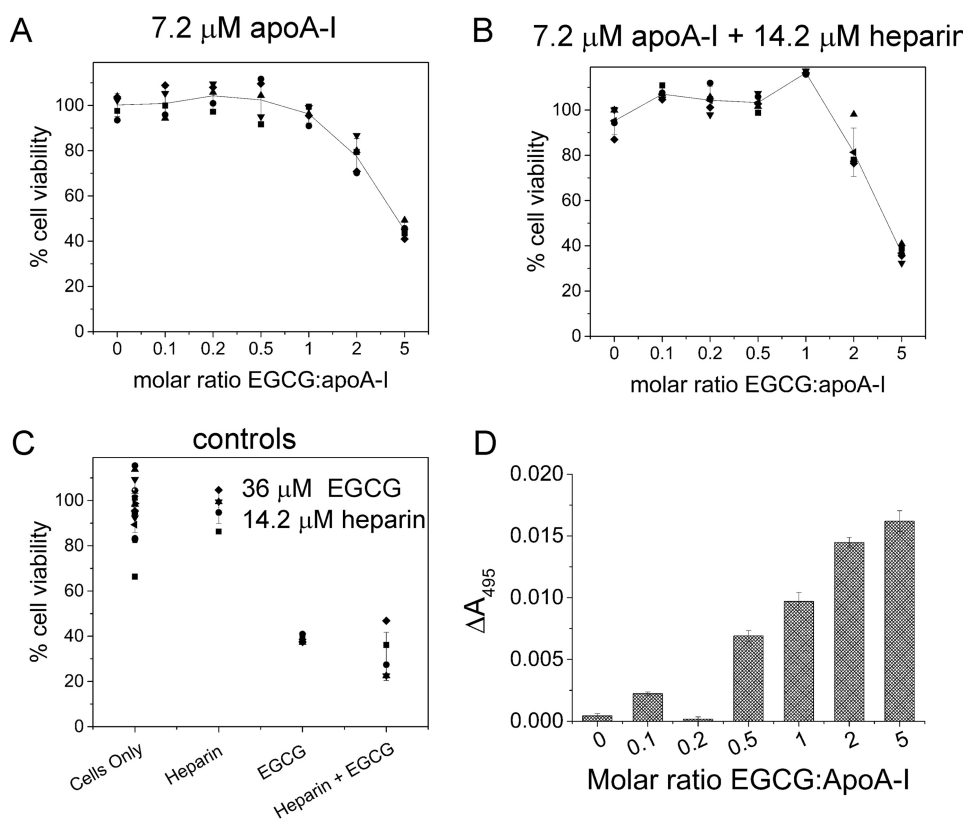 A
7.2 μM apoA-I
% cell viability
100
80
60
40
20
0
0 0.1 0.2 0.5 1 2 5
molar ratio EGCG:apoA-I
B
7.2 μM apoA-I + 14.2 μM heparin
% cell viability
100
80
60
40
20
0
0 0.1 0.2 0.5 1 2 5
molar ratio EGCG:apoA-I
C
controls
36 μM EGCG
14.2 μM heparin
% cell viability
100
80
60
40
20
0
Cells Only
Heparin
EGCG
Heparin + EGCG
D
ΔA495
0.020
0.015
0.010
0.005
0.000
0 0.1 0.2 0.5 1 2 5
Molar ratio EGCG:ApoA-I